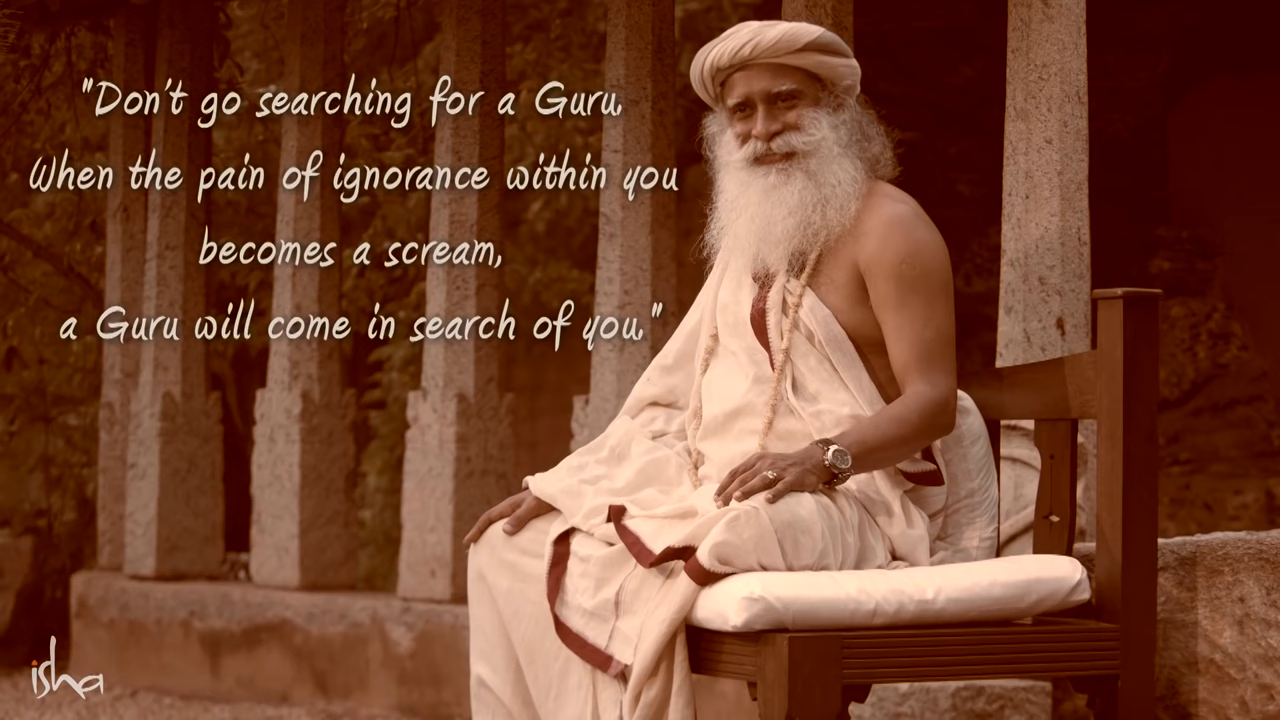 "Don't go searching for a Guru.
When the pain of ignorance within you
becomes a scream,
a Guru will come in search of you."
isha